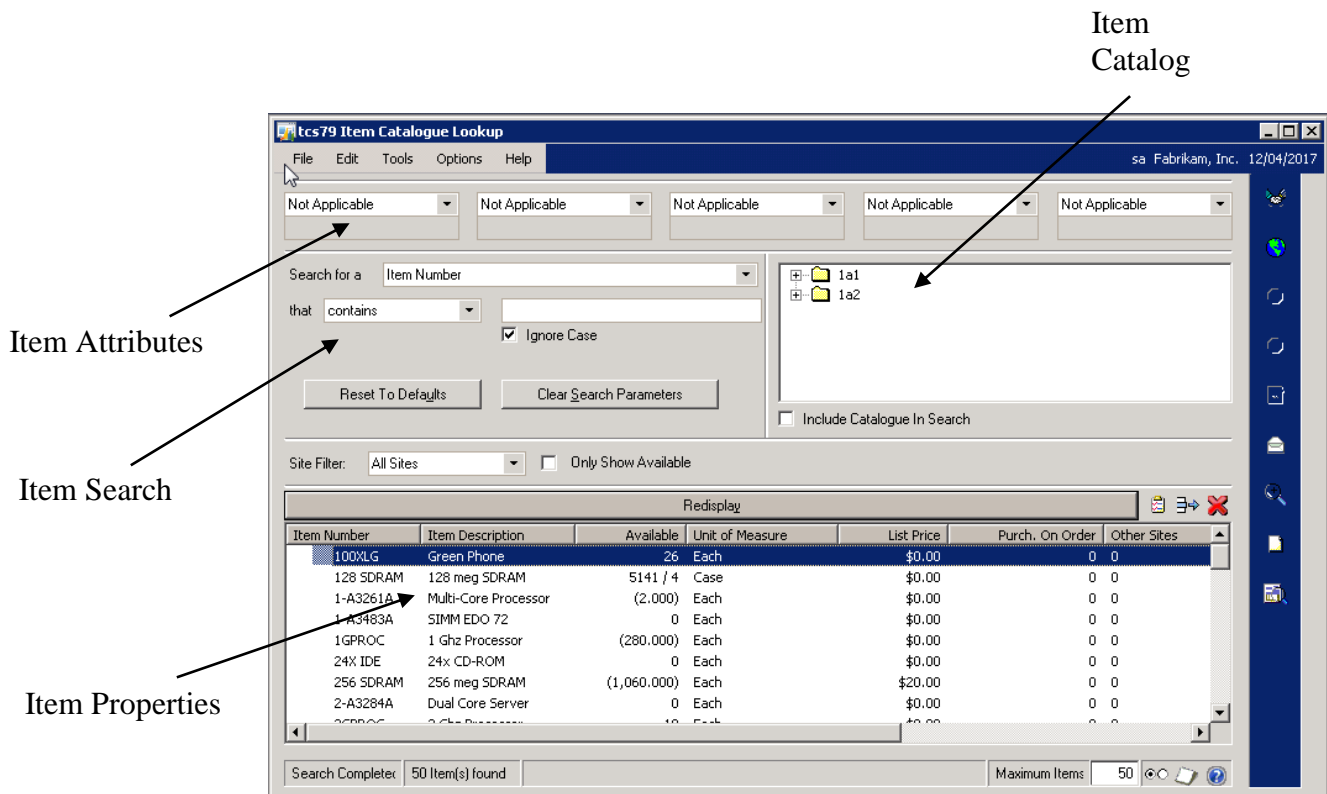 Item
Catalog
tcs79 Item Catalogue Lookup
File Edit Tools Options Help sa Fabrikam, Inc. 12/04/2017
Not Applicable Not Applicable Not Applicable Not Applicable Not Applicable
Search for a Item Number
1a1
1a2
that contains
Ignore Case
Item Attributes
Reset To Defaults Clear Search Parameters
Include Catalogue In Search
Site Filter: All Sites Only Show Available
Item Search
Redisplay
Item Number Item Description Available Unit of Measure List Price Purch. On Order Other Sites
100XLG Green Phone 26 Each $0.00 0 0
128 SDRAM 128 meg SDRAM 5141 / 4 Case $0.00 0 0
1-A3261A Multi-Core Processor (2.000) Each $0.00 0 0
1-A3483A SIMM EDO 72 0 Each $0.00 0 0
1GPROC 1 Ghz Processor (280.000) Each $0.00 0 0
24X IDE 24x CD-ROM 0 Each $0.00 0 0
256 SDRAM 256 meg SDRAM (1,060.000) Each $20.00 0 0
2-A3284A Dual Core Server 0 Each $0.00 0 0
Item Properties
Search Completec 50 Item(s) found Maximum Items 50